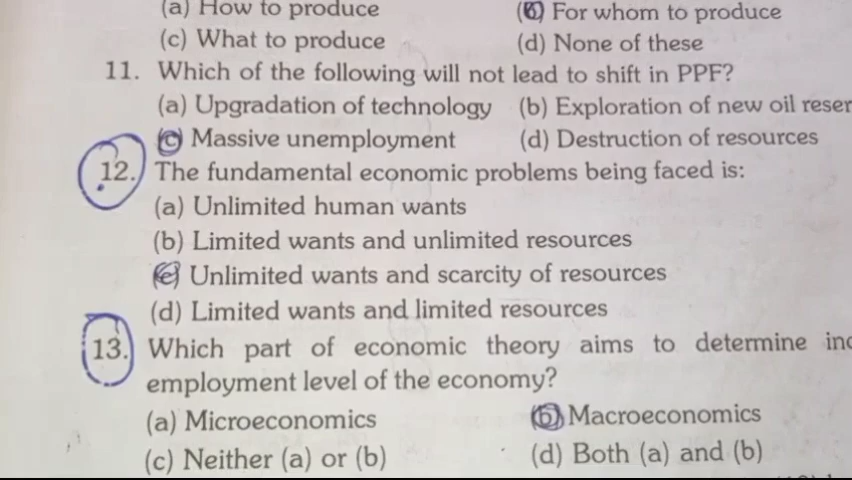 (a) How to produce (b) For whom to produce
(c) What to produce (d) None of these
11. Which of the following will not lead to shift in PPF?
(a) Upgradation of technology (b) Exploration of new oil reser
(c) Massive unemployment (d) Destruction of resources
12. The fundamental economic problems being faced is:
(a) Unlimited human wants
(b) Limited wants and unlimited resources
(c) Unlimited wants and scarcity of resources
(d) Limited wants and limited resources
13. Which part of economic theory aims to determine inc
employment level of the economy?
(a) Microeconomics (b) Macroeconomics
(c) Neither (a) or (b) (d) Both (a) and (b)